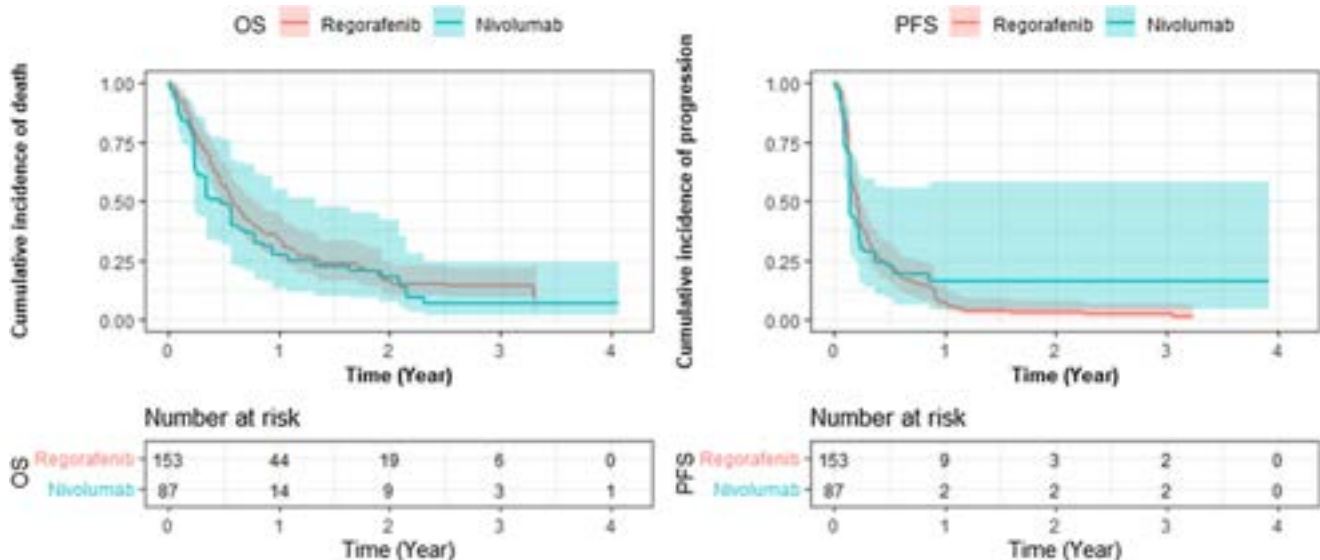 OS Regorafenib Nivolumab
Cumulative incidence of death
1.00
0.75
0.50
0.25
0.00
0 1 2 3 4
Time (Year)
Number at risk
OS
Regorafenib 153 44 19 6 0
Nivolumab 87 14 9 3 1
0 1 2 3 4
Time (Year)
PFS Regorafenib Nivolumab
Cumulative incidence of progression
1.00
0.75
0.50
0.25
0.00
0 1 2 3 4
Time (Year)
Number at risk
PFS
Regorafenib 153 9 3 2 0
Nivolumab 87 2 2 2 0
0 1 2 3 4
Time (Year)